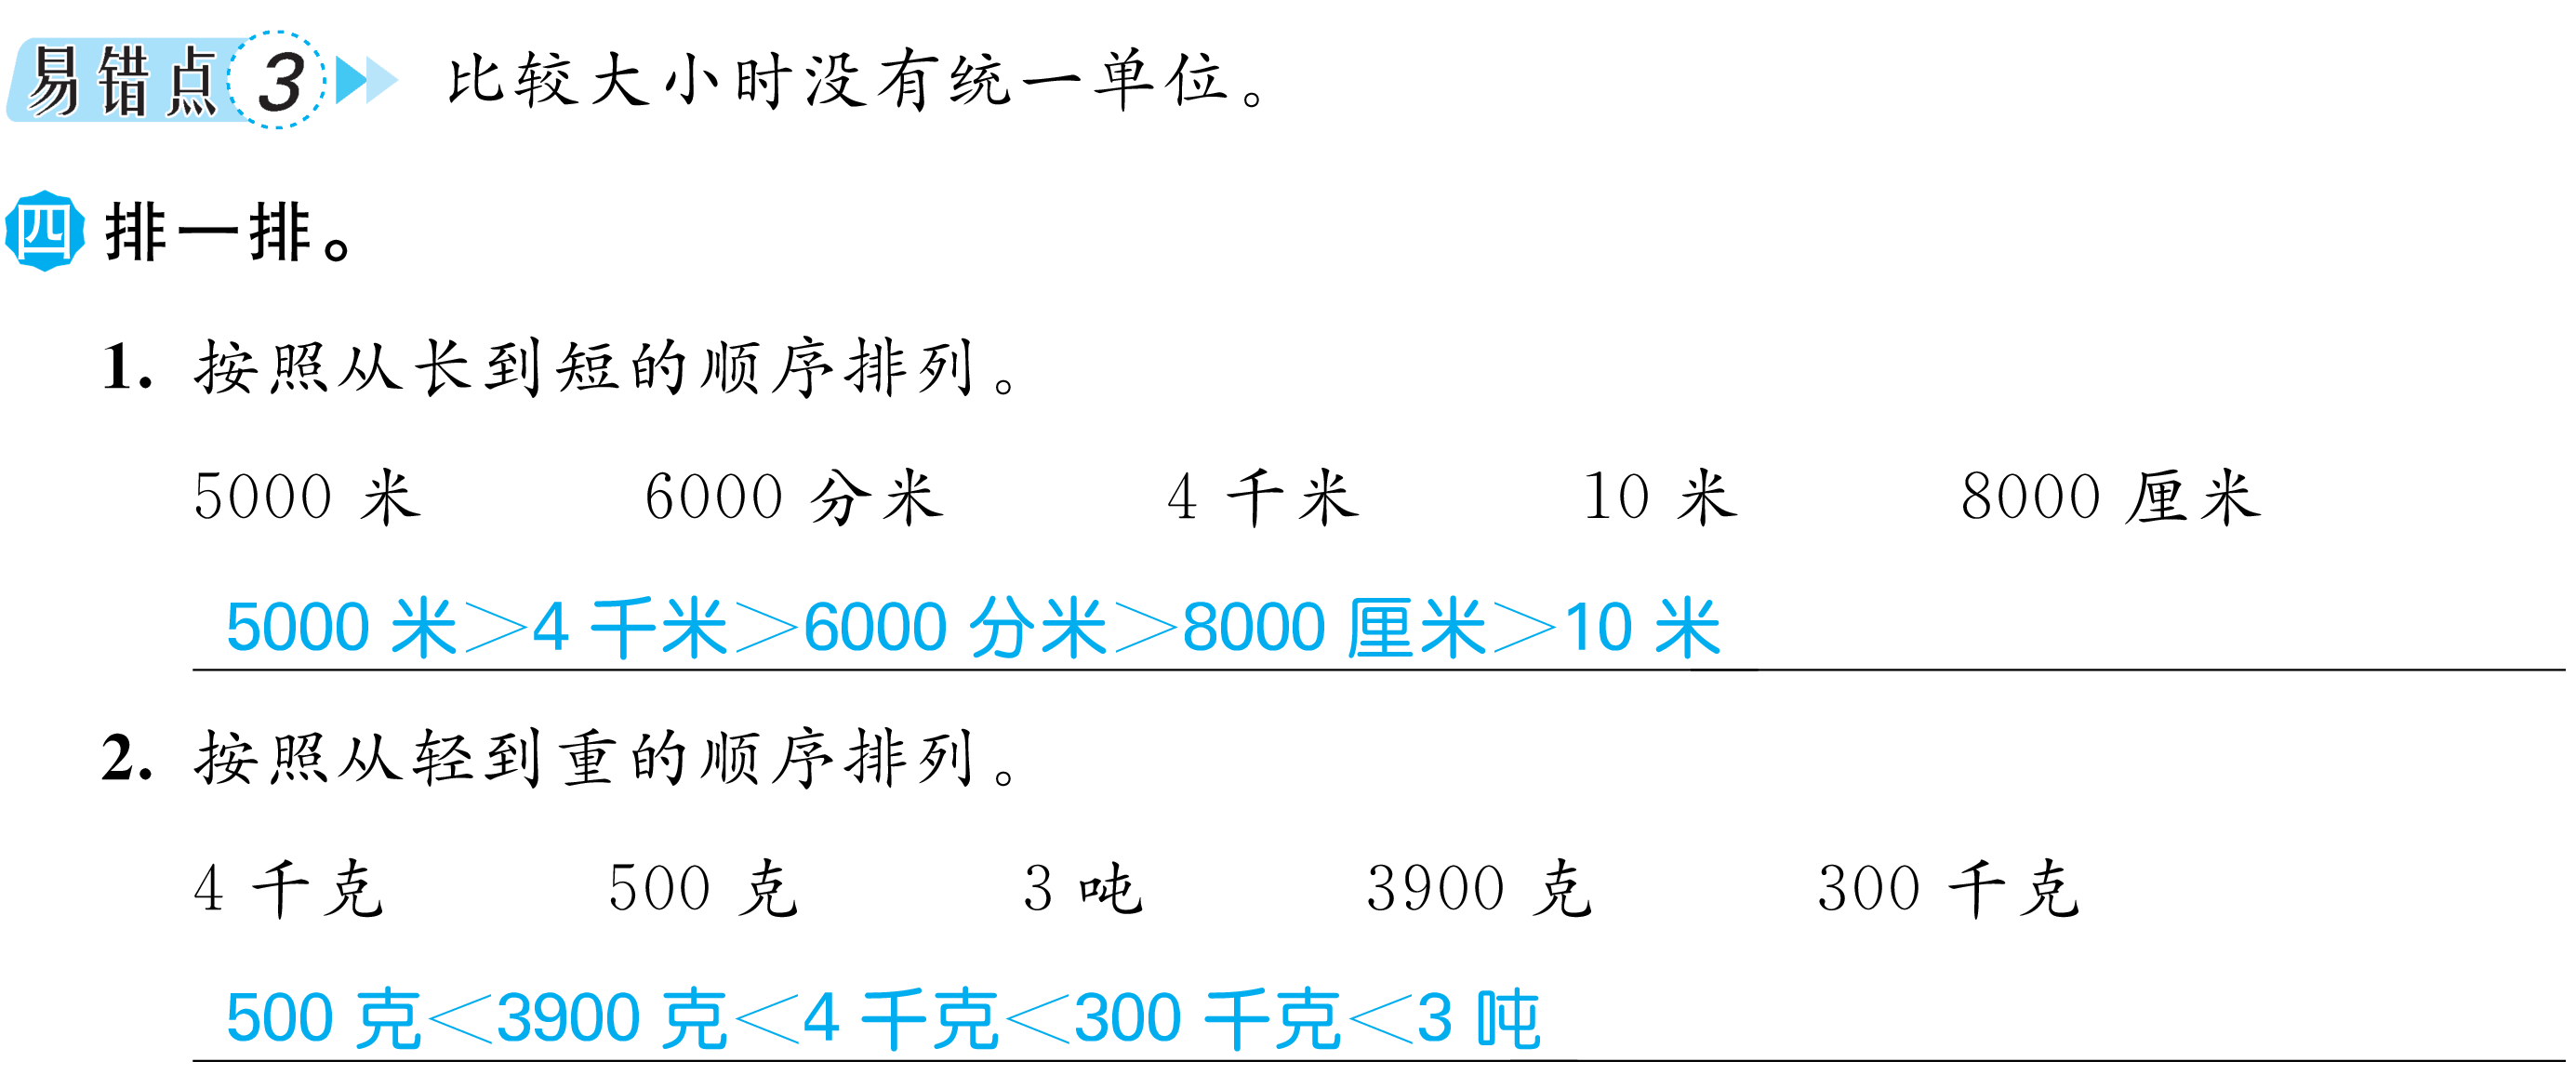 易错点 3 比较大小时没有统一单位。
四 排一排。
1. 按照从长到短的顺序排列。
5000 米 6000 分米 4 千米 10 米 8000 厘米
5000 米>4 千米>6000 分米>8000 厘米>10 米
2. 按照从轻到重的顺序排列。
4 千克 500 克 3 吨 3900 克 300 千克
500 克<3900 克<4 千克<300 千克<3 吨